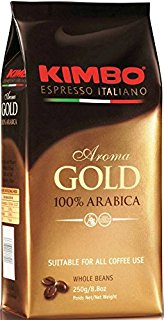 KIMBO
ESPRESSO ITALIANO
Aroma
GOLD
100% ARABICA
SUITABLE FOR ALL COFFEE USE
WHOLE BEANS
250g/8.8oz
Poids Net/Net Weight